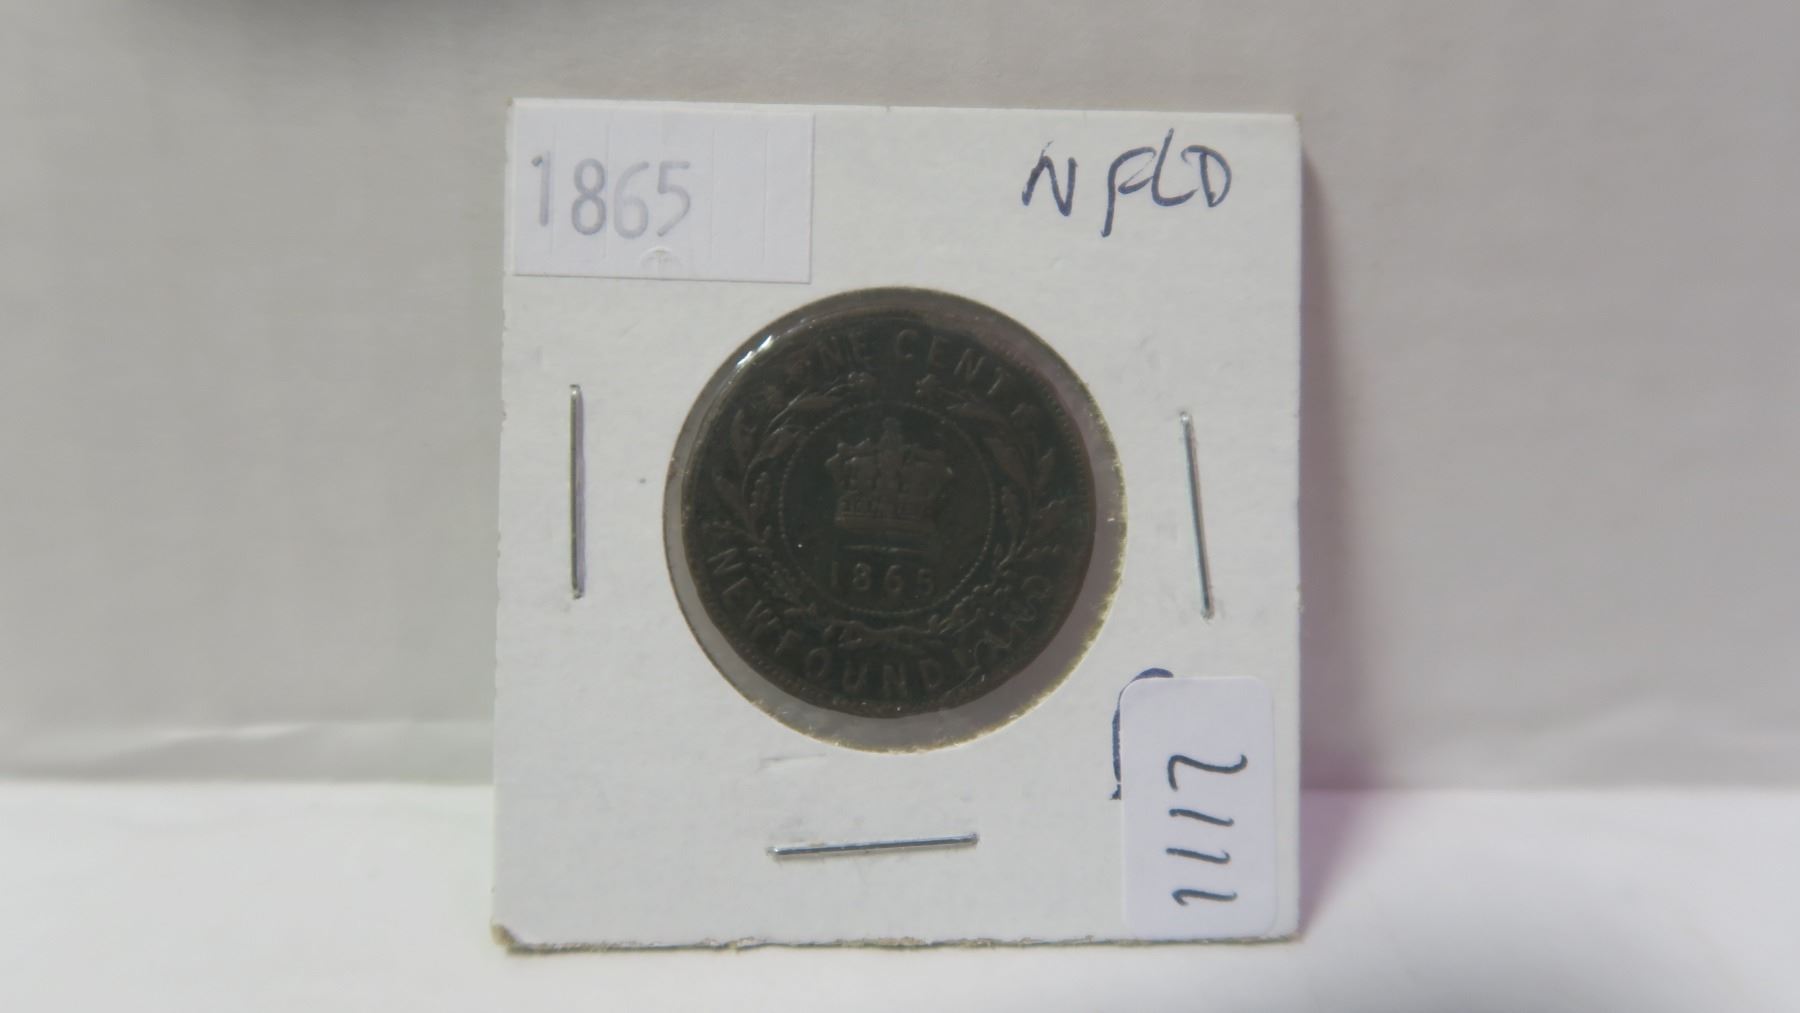 1865
NFLD
ONE CENT
1865
NEWFOUNDLAND
1117